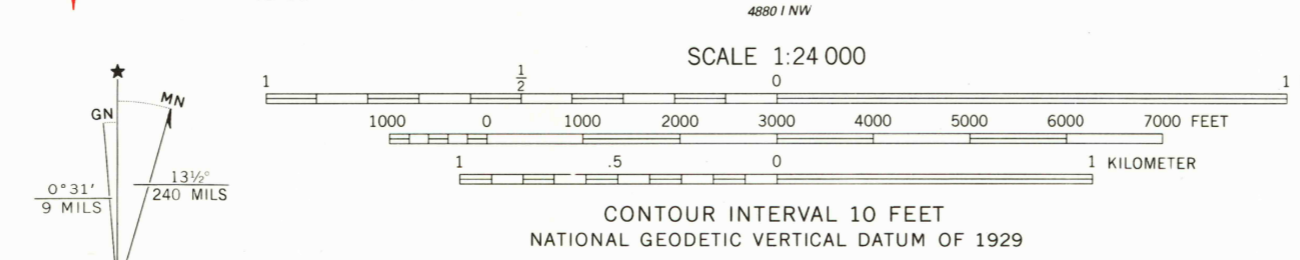 4880 I NW
SCALE 1:24 000
1 1/2 0 1
1000 0 1000 2000 3000 4000 5000 6000 7000 FEET
1 .5 0 1 KILOMETER
CONTOUR INTERVAL 10 FEET
NATIONAL GEODETIC VERTICAL DATUM OF 1929
★
GN
MN
0°31′
9 MILS
13½°
240 MILS